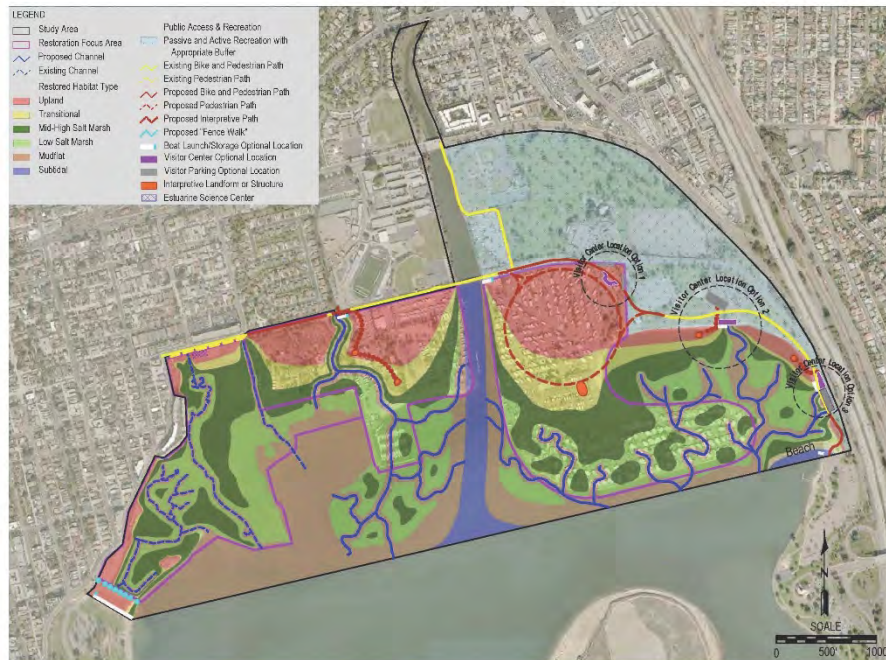 LEGEND
Study Area
Restoration Focus Area
Proposed Channel
Existing Channel
Restored Habitat Type
Upland
Transitional
Mid-High Salt Marsh
Low Salt Marsh
Mudflat
Subtidal
Public Access & Recreation
Passive and Active Recreation with
Appropriate Buffer
Existing Bike and Pedestrian Path
Existing Pedestrian Path
Proposed Bike and Pedestrian Path
Proposed Pedestrian Path
Proposed Interpretive Path
Proposed "Fence Walk"
Boat Launch/Storage Optional Location
Visitor Center Optional Location
Visitor Parking Optional Location
Interpretive Landform or Structure
Estuarine Science Center
Visitor Center Location Option 1
Visitor Center Location Option 2
Visitor Center Location Option 3
Beach
N
SCALE
0 500' 1000